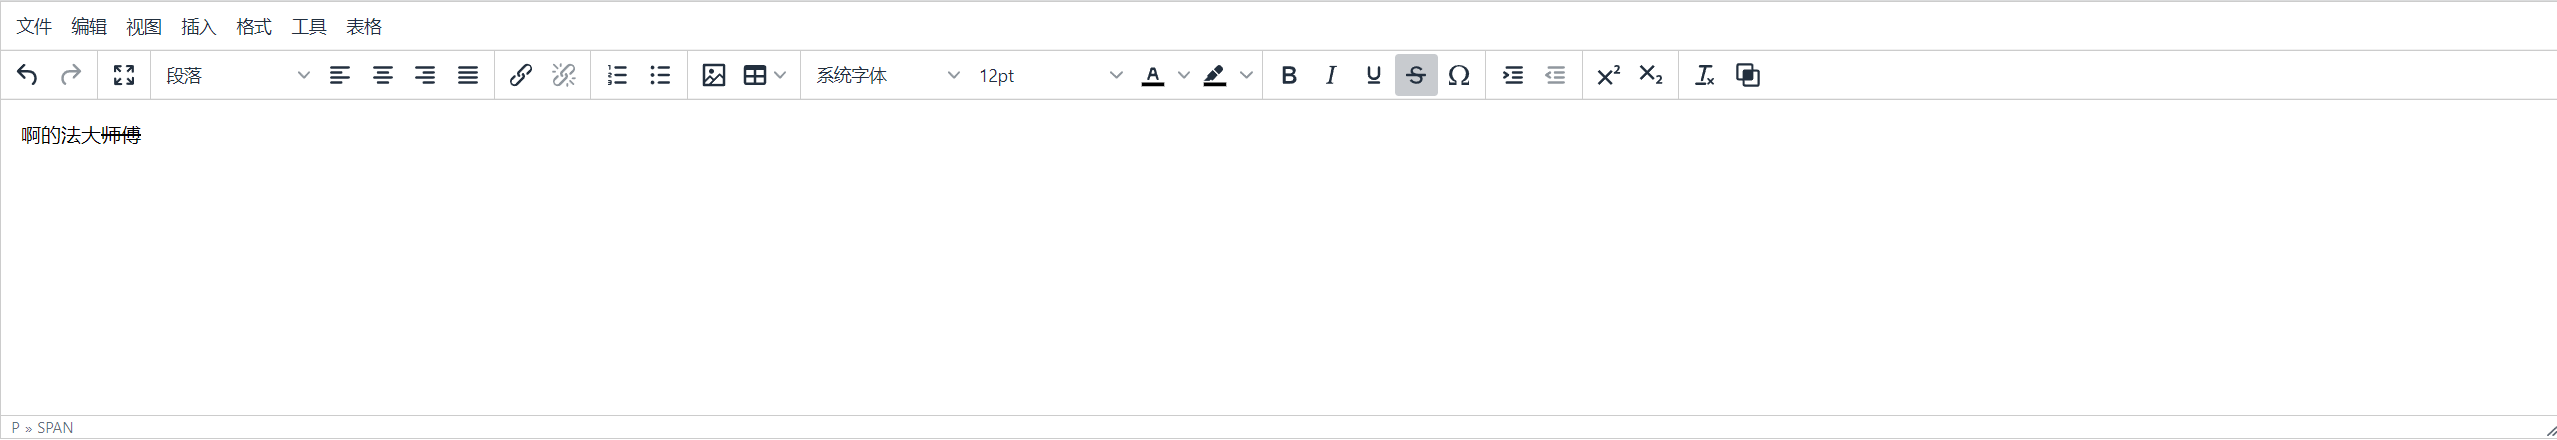 文件 编辑 视图 插入 格式 工具 表格
段落 系统字体 12pt
啊的法大师傅
P » SPAN